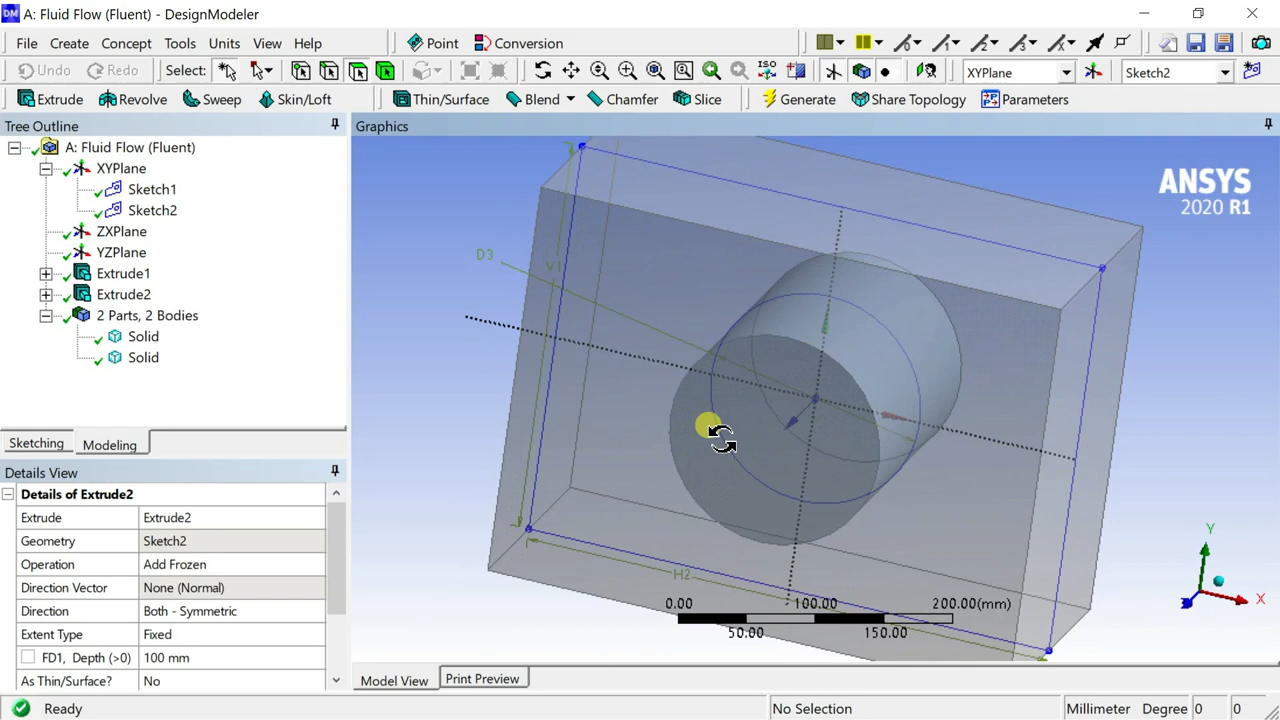 DM A: Fluid Flow (Fluent) - DesignModeler
File Create Concept Tools Units View Help Point Conversion
Undo Redo Select: ISO XYPlane Sketch2
Extrude Revolve Sweep Skin/Loft Thin/Surface Blend Chamfer Slice Generate Share Topology Parameters
Tree Outline
Graphics
A: Fluid Flow (Fluent)
XYPlane
Sketch1
Sketch2
ZXPlane
YZPlane
Extrude1
Extrude2
2 Parts, 2 Bodies
Solid
Solid
Sketching Modeling
Details View
Details of Extrude2
Extrude Extrude2
Geometry Sketch2
Operation Add Frozen
Direction Vector None (Normal)
Direction Both - Symmetric
Extent Type Fixed
FD1, Depth (>0) 100 mm
As Thin/Surface? No
ANSYS
2020 R1
D3
V1
H2
0.00 100.00 200.00(mm)
50.00 150.00
Y
X
Model View Print Preview
Ready No Selection Millimeter Degree 0 0